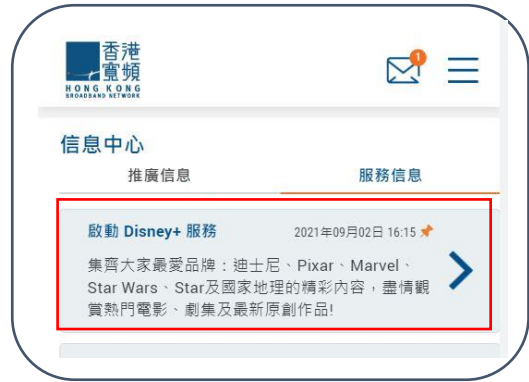 香港
寬頻
HONG KONG
BROADBAND NETWORK
1
信息中心
推廣信息
服務信息
啟動 Disney+ 服務
2021年09月02日 16:15
集齊大家最愛品牌：迪士尼、Pixar、Marvel、
Star Wars、Star及國家地理的精彩內容，盡情觀
賞熱門電影、劇集及最新原創作品!